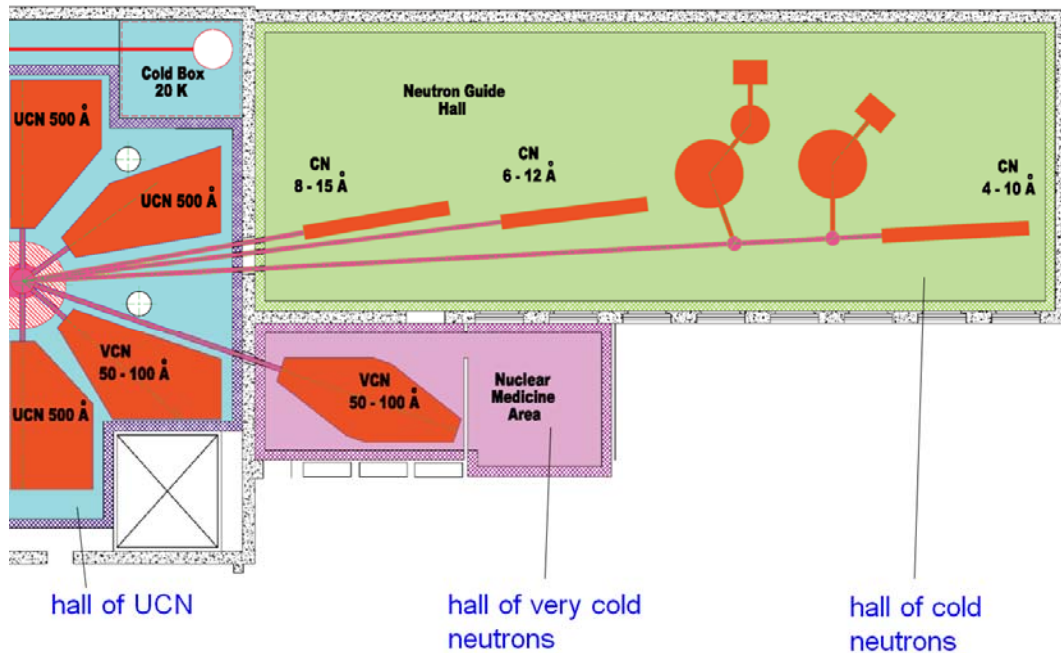 Cold Box
20 K
UCN 500 Å
UCN 500 Å
Neutron Guide
Hall
CN
8 - 15 Å
CN
6 - 12 Å
CN
4 - 10 Å
VCN
50 - 100 Å
UCN 500 Å
VCN
50 - 100 Å
Nuclear
Medicine
Area
hall of UCN
hall of very cold
neutrons
hall of cold
neutrons